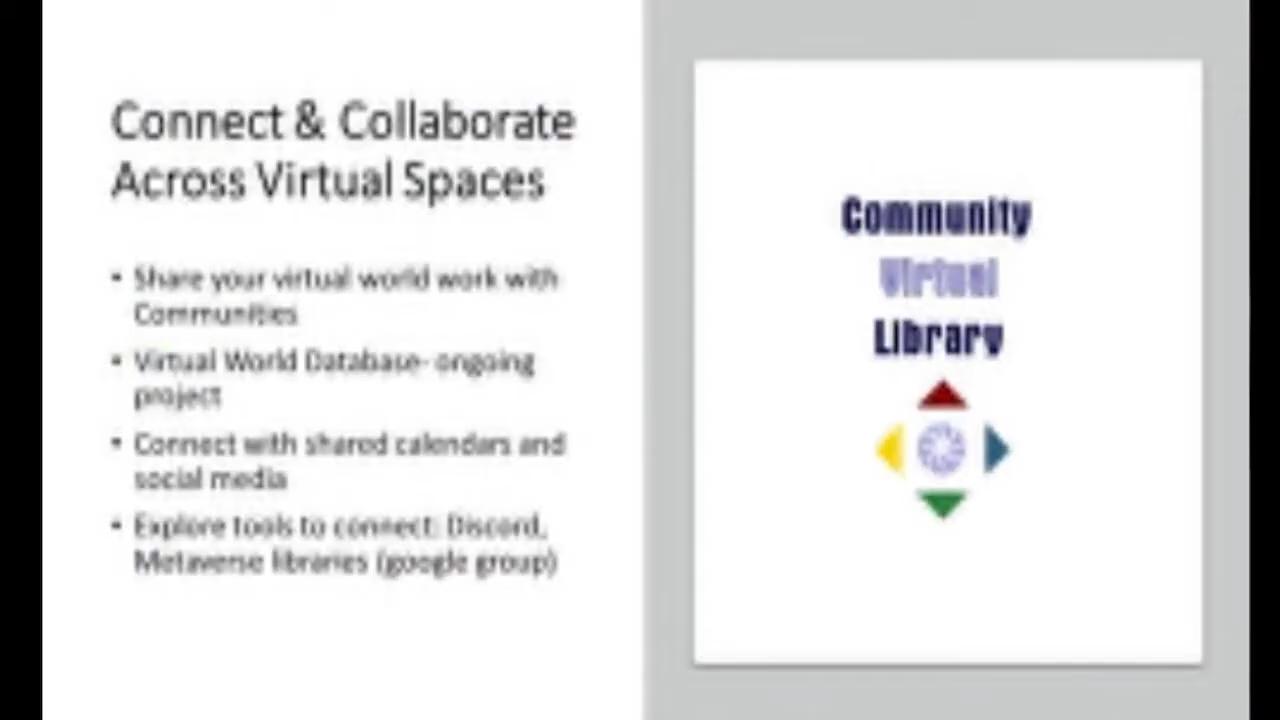 Connect & Collaborate
Across Virtual Spaces
• Share your virtual world work with
Communities
• Virtual World Database- ongoing
project
• Connect with shared calendars and
social media
• Explore tools to connect: Discord,
Metaverse libraries (google group)
Community
Virtual
Library